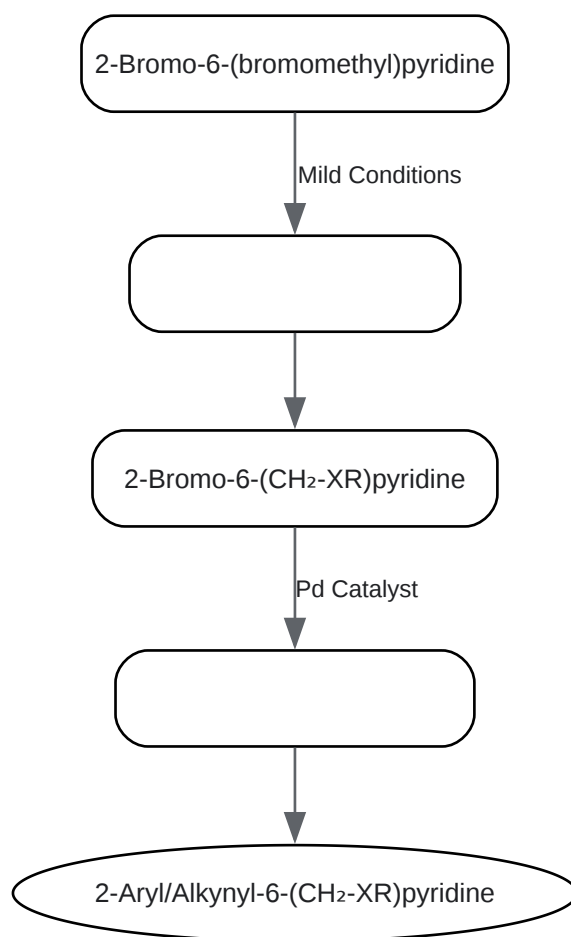 2-Bromo-6-(bromomethyl)pyridine
Mild Conditions
2-Bromo-6-(CH₂-XR)pyridine
Pd Catalyst
2-Aryl/Alkynyl-6-(CH₂-XR)pyridine